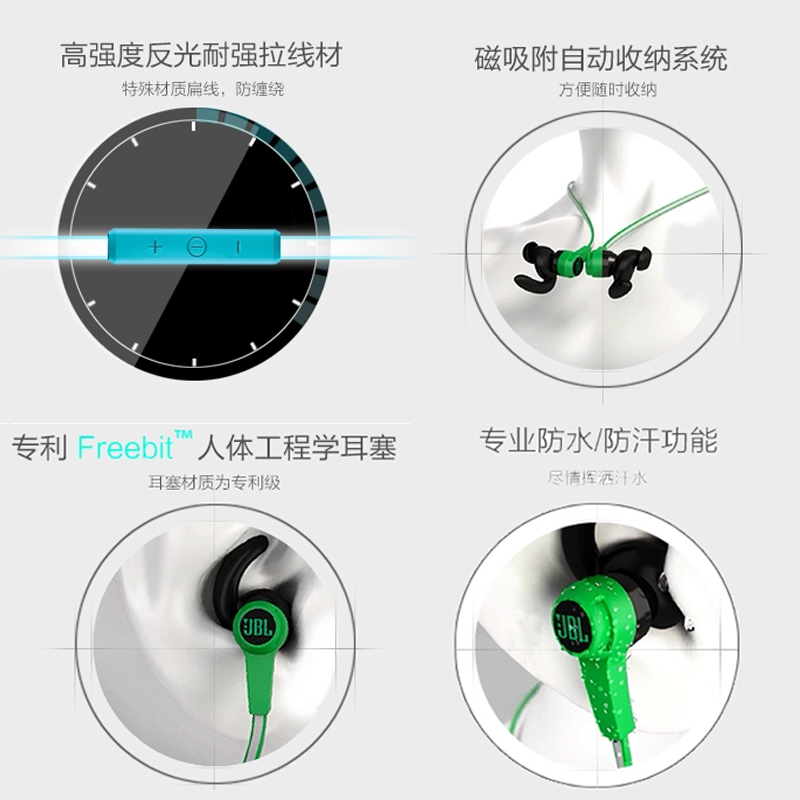 高强度反光耐强拉线材
特殊材质扁线，防缠绕
磁吸附自动收纳系统
方便随时收纳
专利 Freebit™ 人体工程学耳塞
耳塞材质为专利级
JBL
专业防水/防汗功能
尽情挥洒汗水
JBL